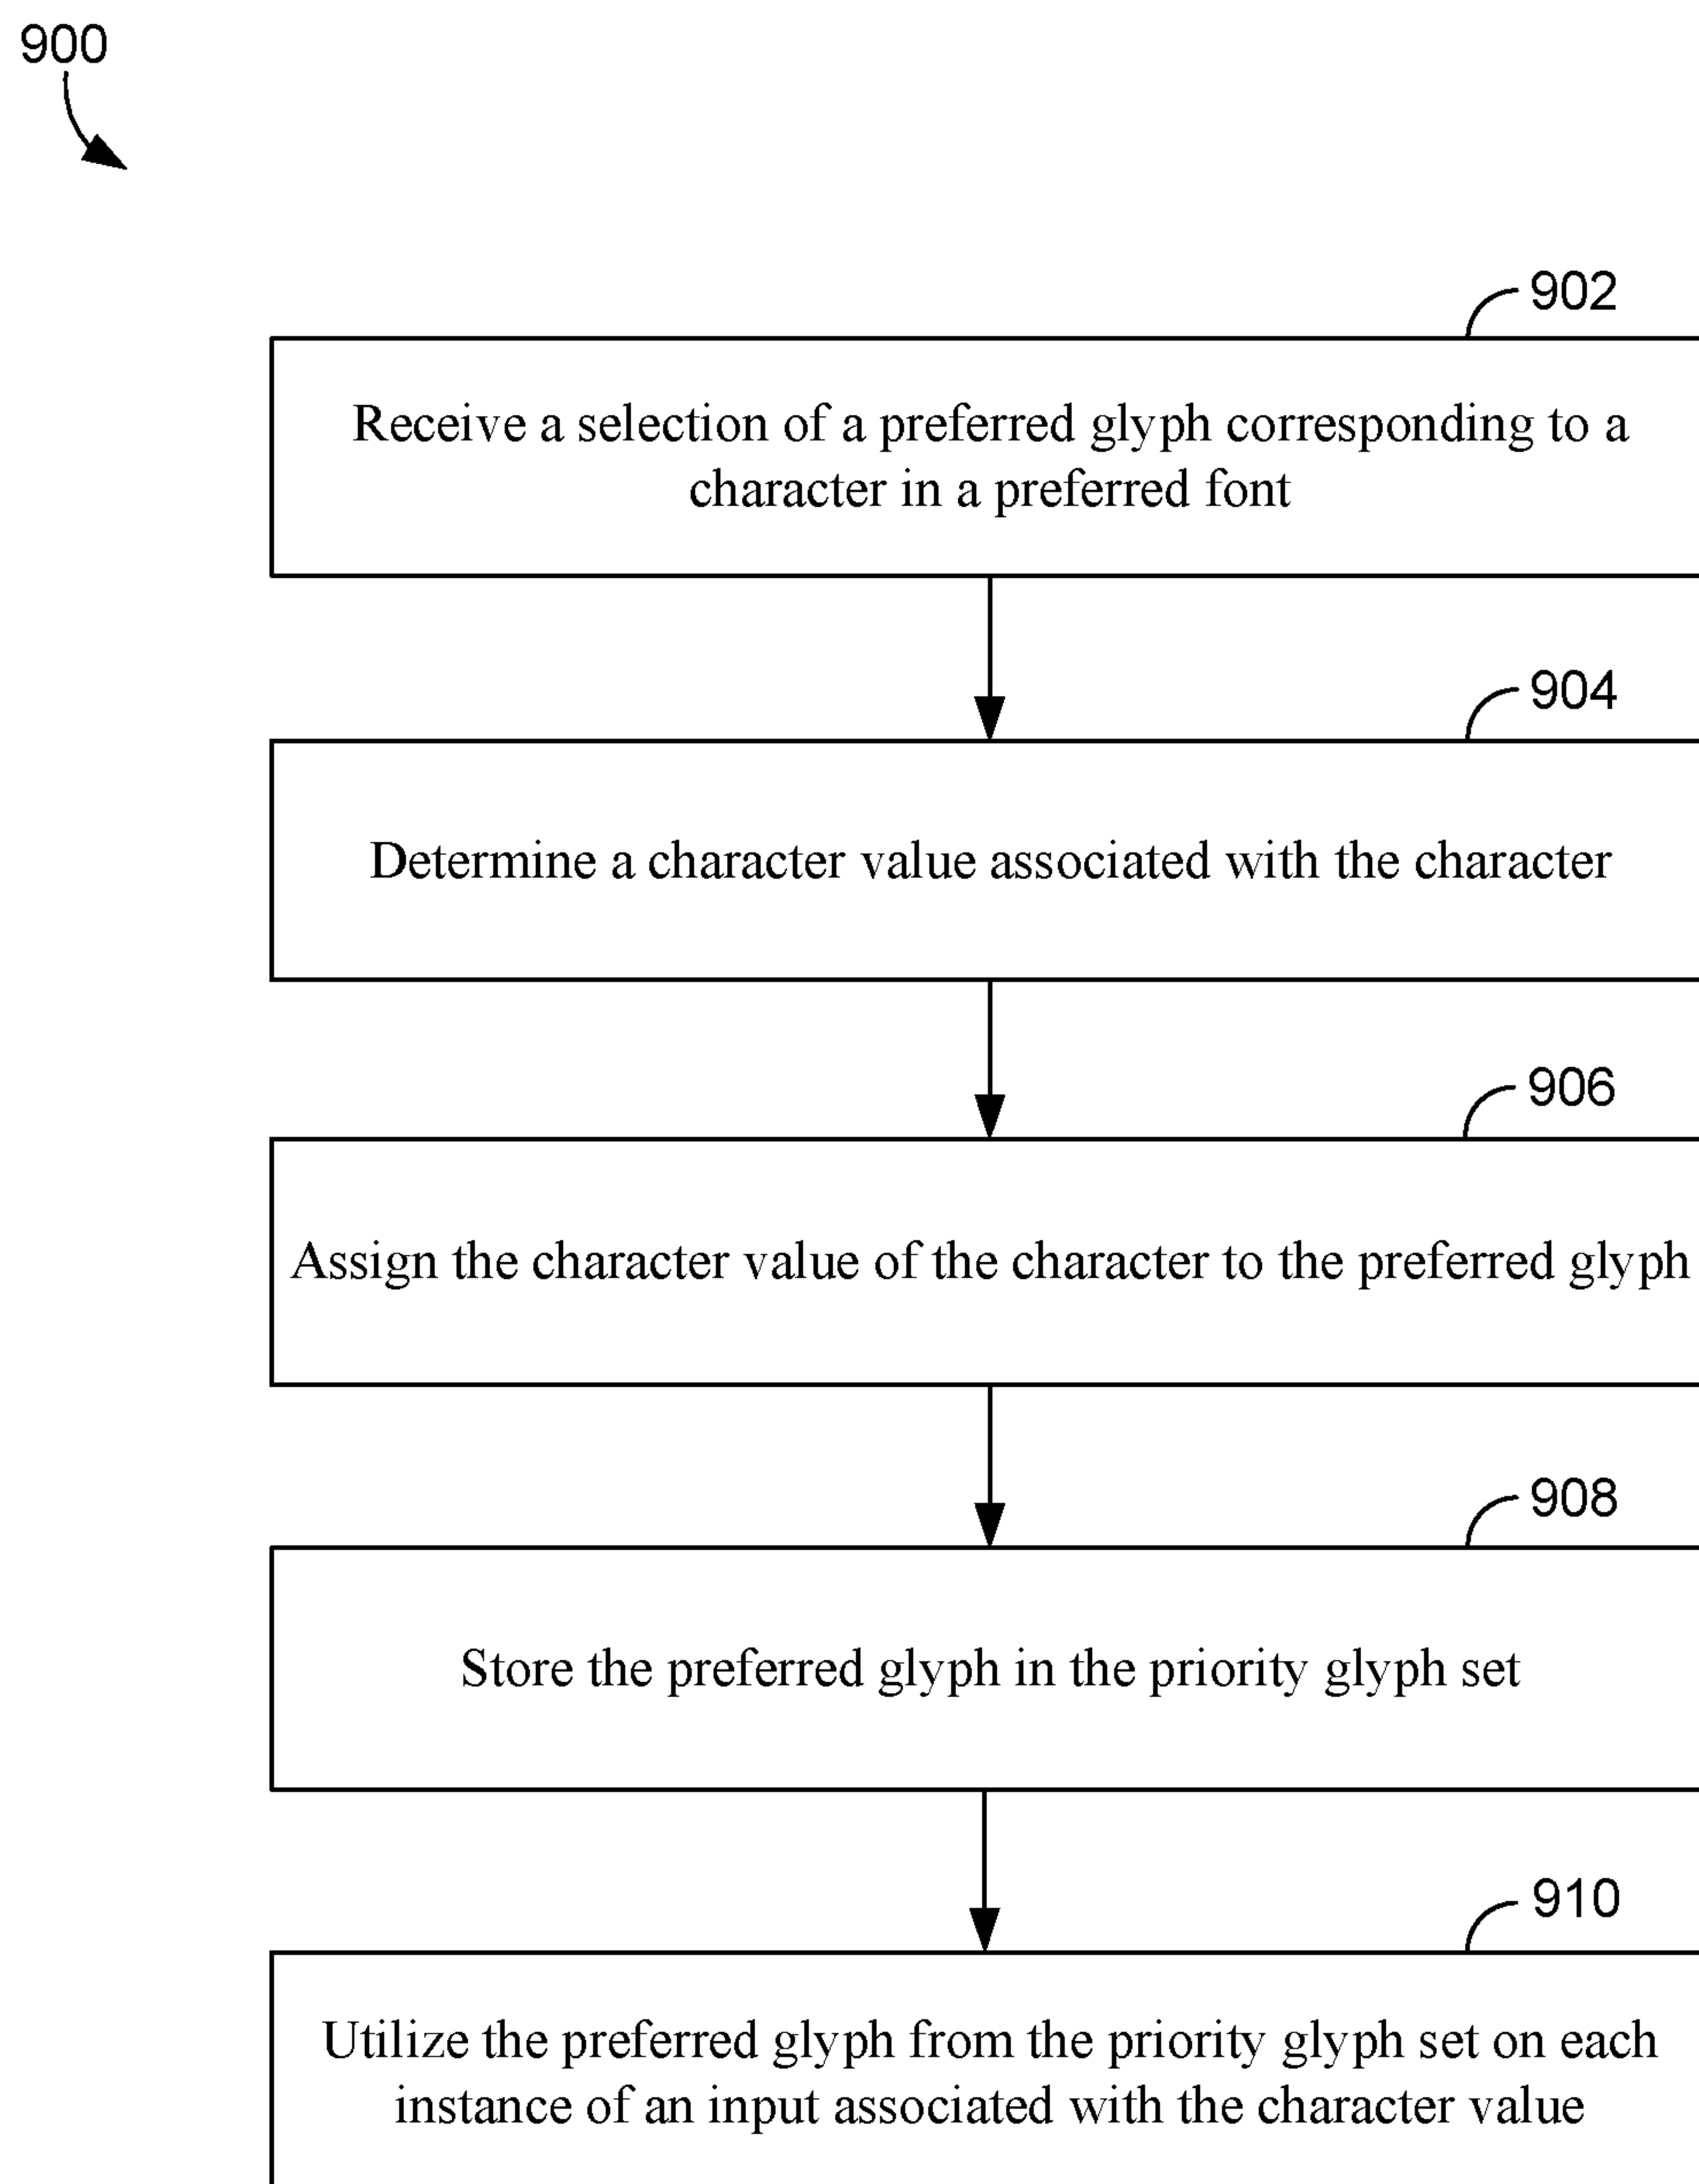 900
902
Receive a selection of a preferred glyph corresponding to a
character in a preferred font
904
Determine a character value associated with the character
906
Assign the character value of the character to the preferred glyph
908
Store the preferred glyph in the priority glyph set
910
Utilize the preferred glyph from the priority glyph set on each
instance of an input associated with the character value